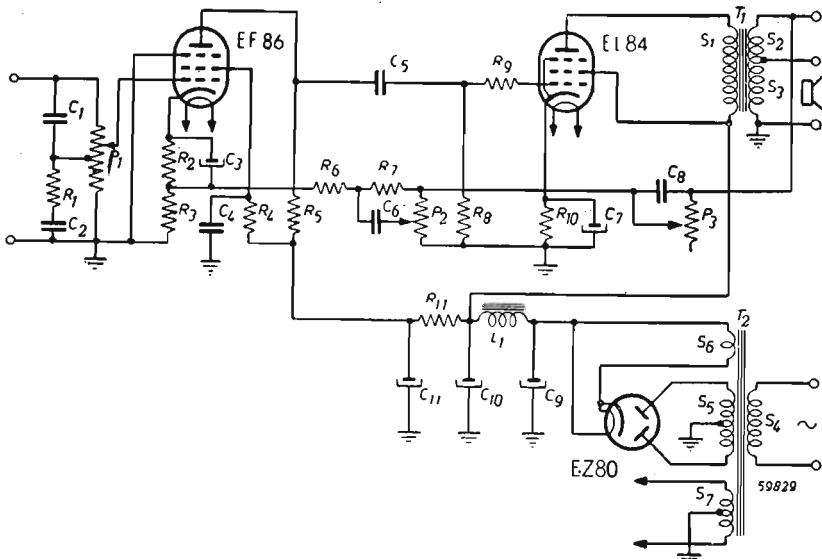 EF 86
EL 84
T1
S1
S2
S3
C1
P1
R1
C2
R2
C3
R3
C4
R4
R5
C5
R9
R6
R7
C6
P2
R8
R10
C7
C8
P3
R11
L1
C11
C10
C9
T2
S6
S5
S4
S7
EZ80
~
59829